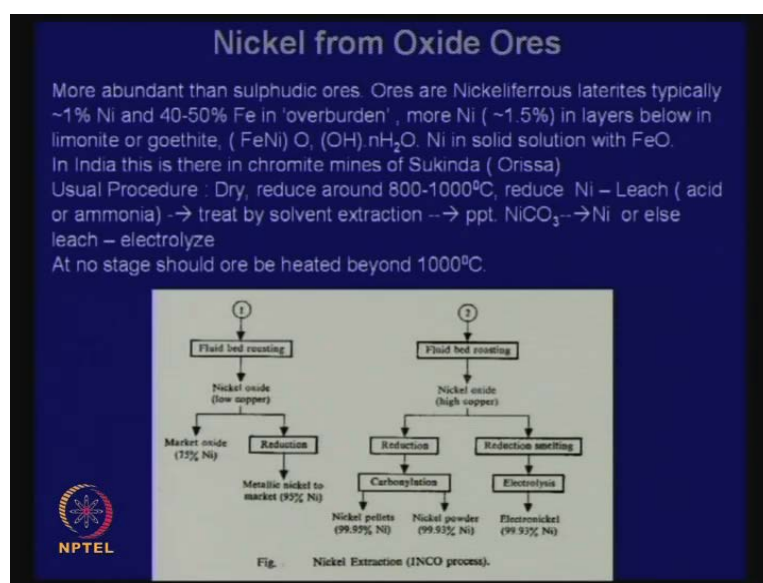 Nickel from Oxide Ores
More abundant than sulphudic ores. Ores are Nickeliferrous laterites typically
~1% Ni and 40-50% Fe in 'overburden' , more Ni ( ~1.5%) in layers below in
limonite or goethite, ( FeNi) O, (OH).nH₂O. Ni in solid solution with FeO.
In India this is there in chromite mines of Sukinda ( Orissa)
Usual Procedure : Dry, reduce around 800-1000⁰C, reduce Ni – Leach ( acid
or ammonia) -→ treat by solvent extraction --→ ppt. NiCO₃--→Ni or else
leach – electrolyze
At no stage should ore be heated beyond 1000⁰C.
1
Fluid bed rousting
Nickel oxide
(low copper)
Market oxide
(75% Ni)
Reduction
Metallic nickel to
market (95% Ni)
2
Fluid bed roosting
Nickel oxide
(high copper)
Reduction
Reduction smelting
Carbonylation
Electrolysis
Nickel pellets
(99.95% Ni)
Nickel powder
(99.93% Ni)
Electronickel
(99.93% Ni)
Fig. Nickel Extraction (INCO process).
NPTEL